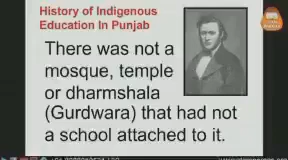 History of Indigenous
Education In Punjab
There was not a
mosque, temple
or dharmshala
(Gurdwara) that had not
a school attached to it.